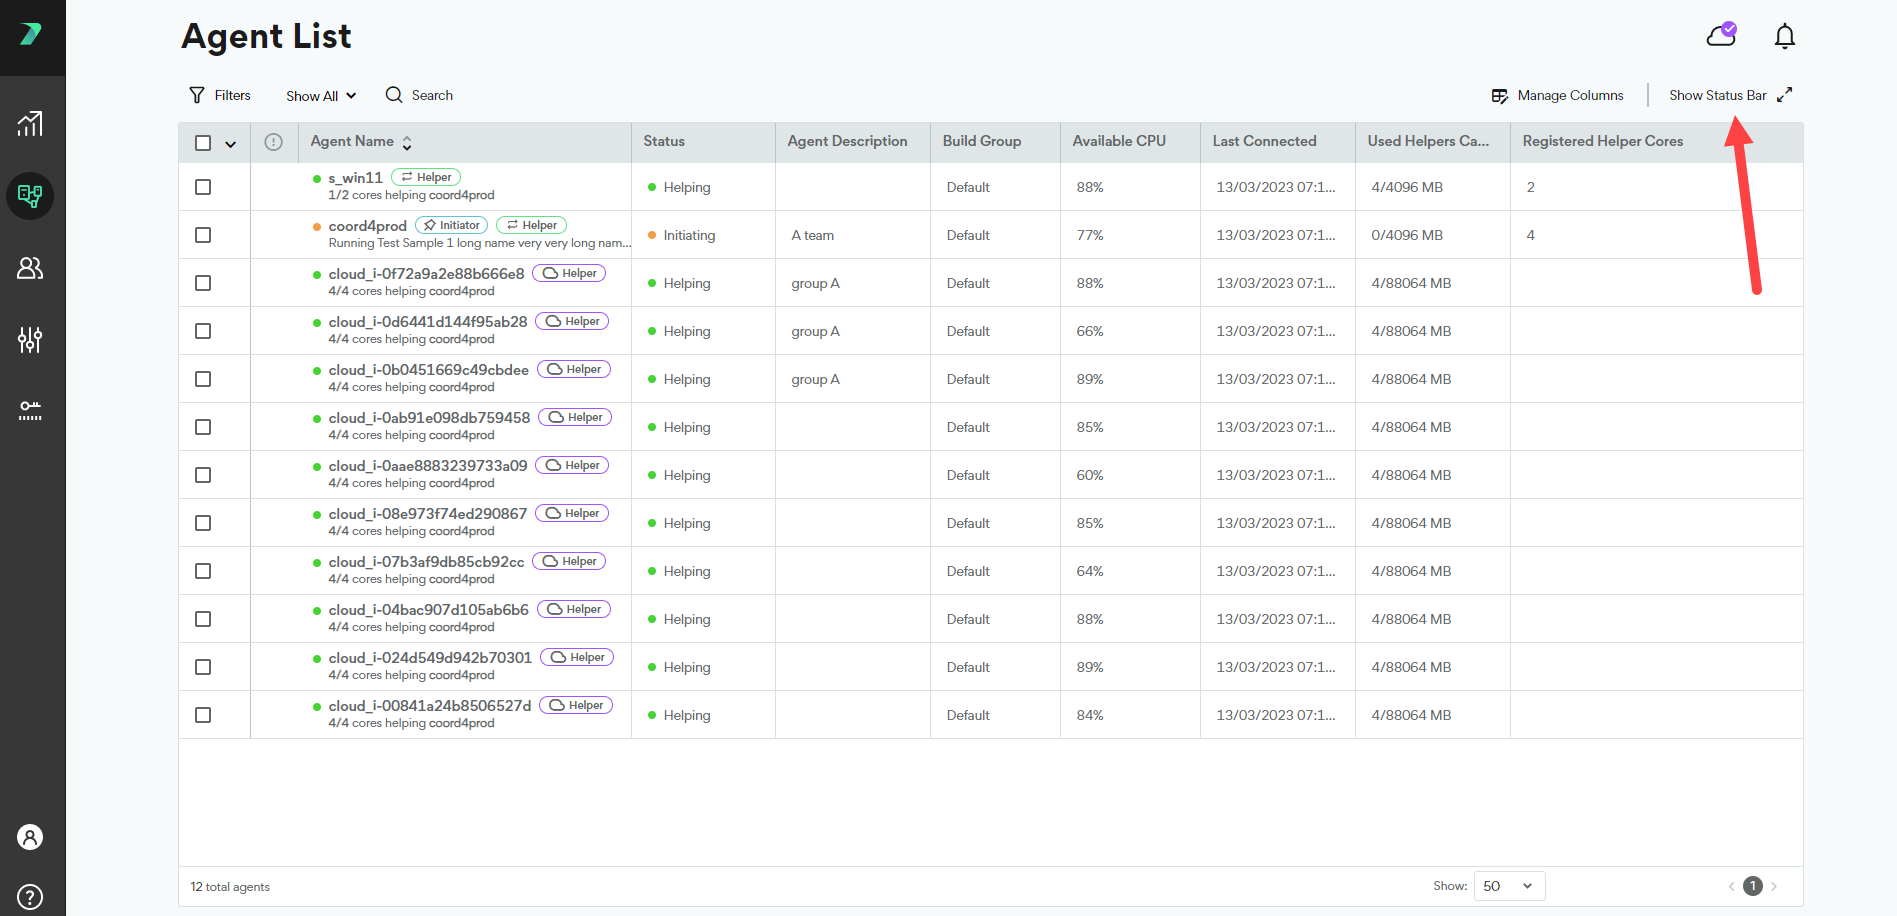 Agent List
Filters Show All Search Manage Columns Show Status Bar
Agent Name Status Agent Description Build Group Available CPU Last Connected Used Helpers Ca... Registered Helper Cores
s_win11 Helper
1/2 cores helping coord4prod
Helping Default 88% 13/03/2023 07:1... 4/4096 MB 2
coord4prod Initiator Helper
Running Test Sample 1 long name very very long nam...
Initiating A team Default 77% 13/03/2023 07:1... 0/4096 MB 4
cloud_i-0f72a9a2e88b666e8 Helper
4/4 cores helping coord4prod
Helping group A Default 88% 13/03/2023 07:1... 4/88064 MB
cloud_i-0d6441d144f95ab28 Helper
4/4 cores helping coord4prod
Helping group A Default 66% 13/03/2023 07:1... 4/88064 MB
cloud_i-0b0451669c49cbdee Helper
4/4 cores helping coord4prod
Helping group A Default 89% 13/03/2023 07:1... 4/88064 MB
cloud_i-0ab91e098db759458 Helper
4/4 cores helping coord4prod
Helping Default 85% 13/03/2023 07:1... 4/88064 MB
cloud_i-0aae8883239733a09 Helper
4/4 cores helping coord4prod
Helping Default 60% 13/03/2023 07:1... 4/88064 MB
cloud_i-08e973f74ed290867 Helper
4/4 cores helping coord4prod
Helping Default 85% 13/03/2023 07:1... 4/88064 MB
cloud_i-07b3af9db85cb92cc Helper
4/4 cores helping coord4prod
Helping Default 64% 13/03/2023 07:1... 4/88064 MB
cloud_i-04bac907d105ab6b6 Helper
4/4 cores helping coord4prod
Helping Default 88% 13/03/2023 07:1... 4/88064 MB
cloud_i-024d549d942b70301 Helper
4/4 cores helping coord4prod
Helping Default 89% 13/03/2023 07:1... 4/88064 MB
cloud_i-00841a24b8506527d Helper
4/4 cores helping coord4prod
Helping Default 84% 13/03/2023 07:1... 4/88064 MB
12 total agents Show: 50 < 1 >